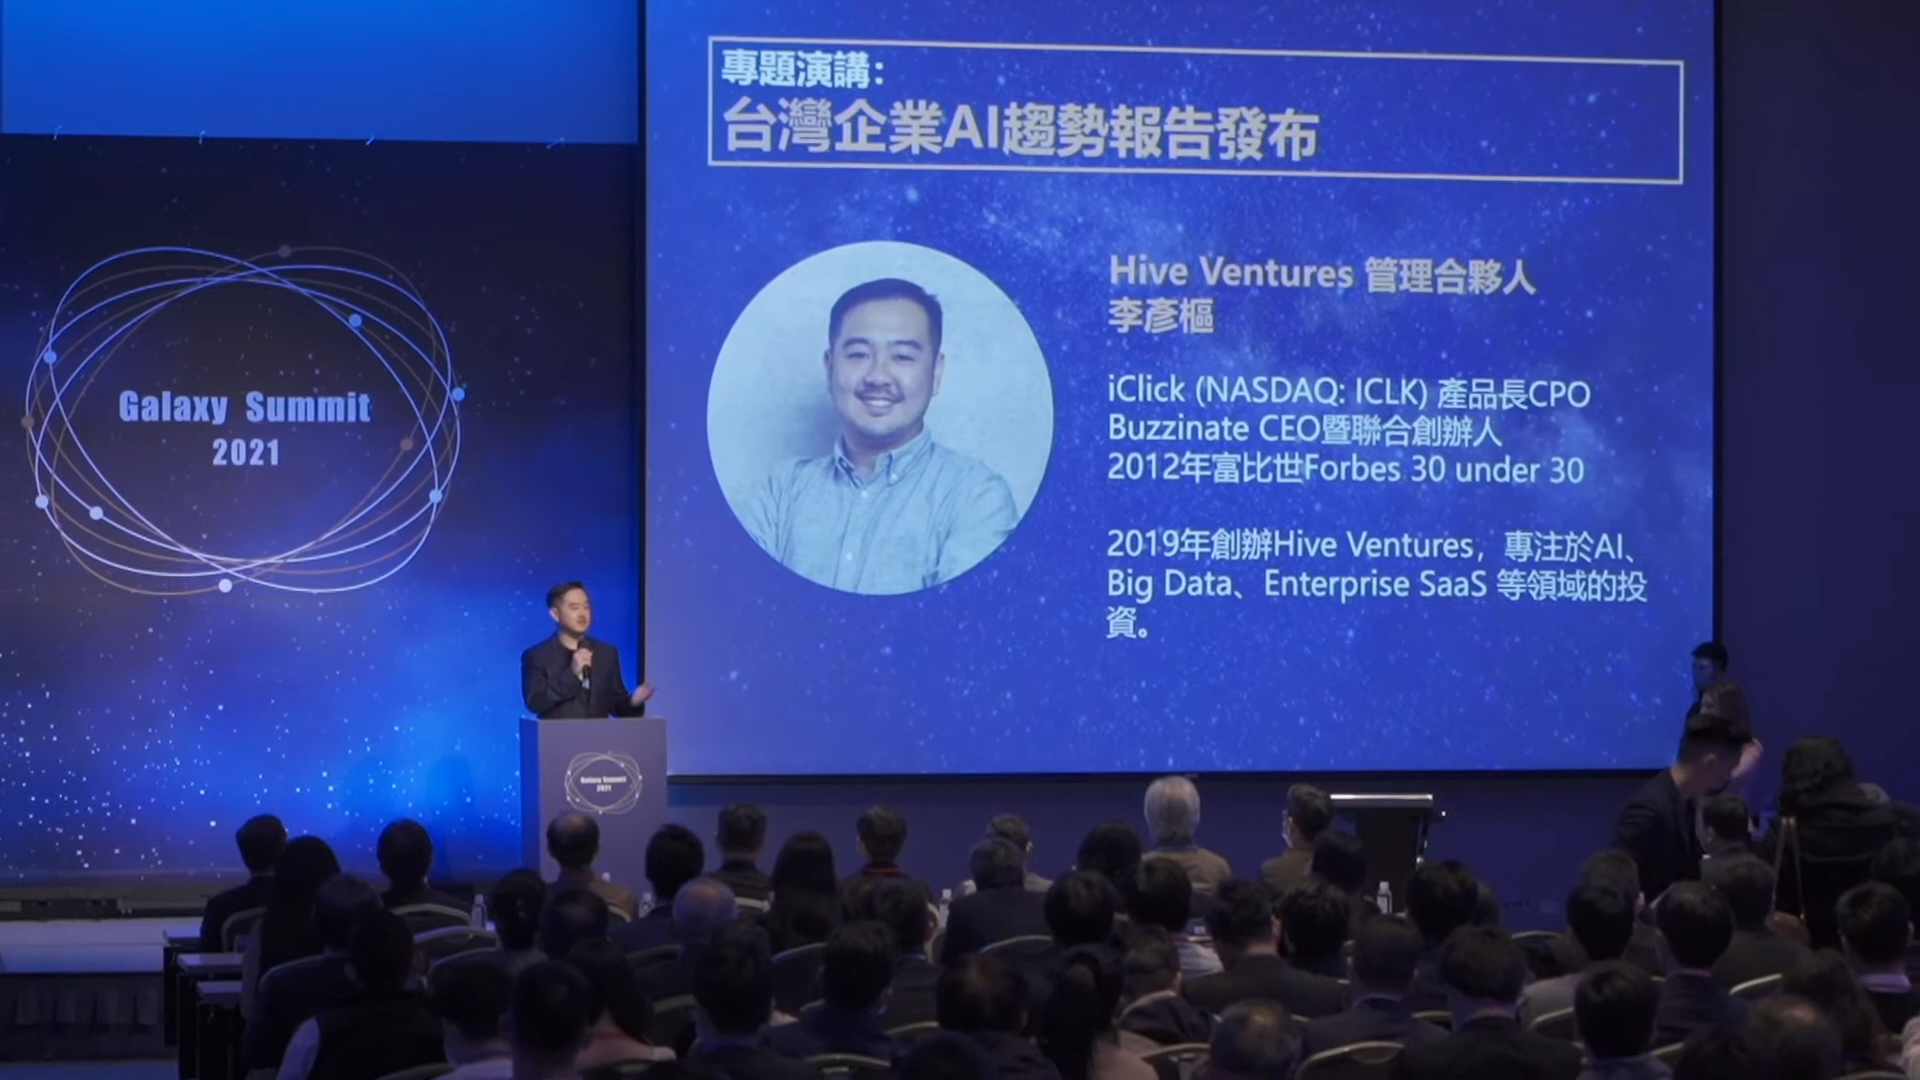 專題演講：
台灣企業AI趨勢報告發布
Hive Ventures 管理合夥人
李彥樞
iClick (NASDAQ: ICLK) 產品長CPO
Buzzinate CEO暨聯合創辦人
2012年富比世Forbes 30 under 30
2019年創辦Hive Ventures，專注於AI、
Big Data、Enterprise SaaS 等領域的投
資。
Galaxy Summit
2021
Galaxy Summit
2021